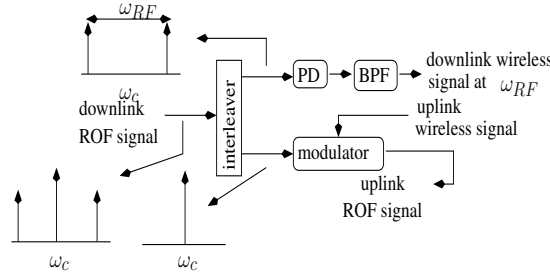 ω_RF
ω_c
downlink
ROF signal
interleaver
PD
BPF
downlink wireless
signal at ω_RF
uplink
wireless signal
modulator
uplink
ROF signal
ω_c
ω_c